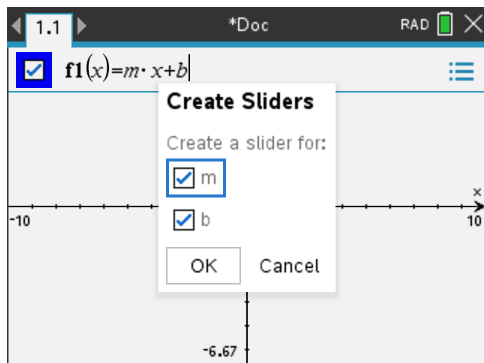 1.1 *Doc RAD
f1(x)=m·x+b
Create Sliders
Create a slider for:
m
b
OK Cancel
x
-10 10
-6.67